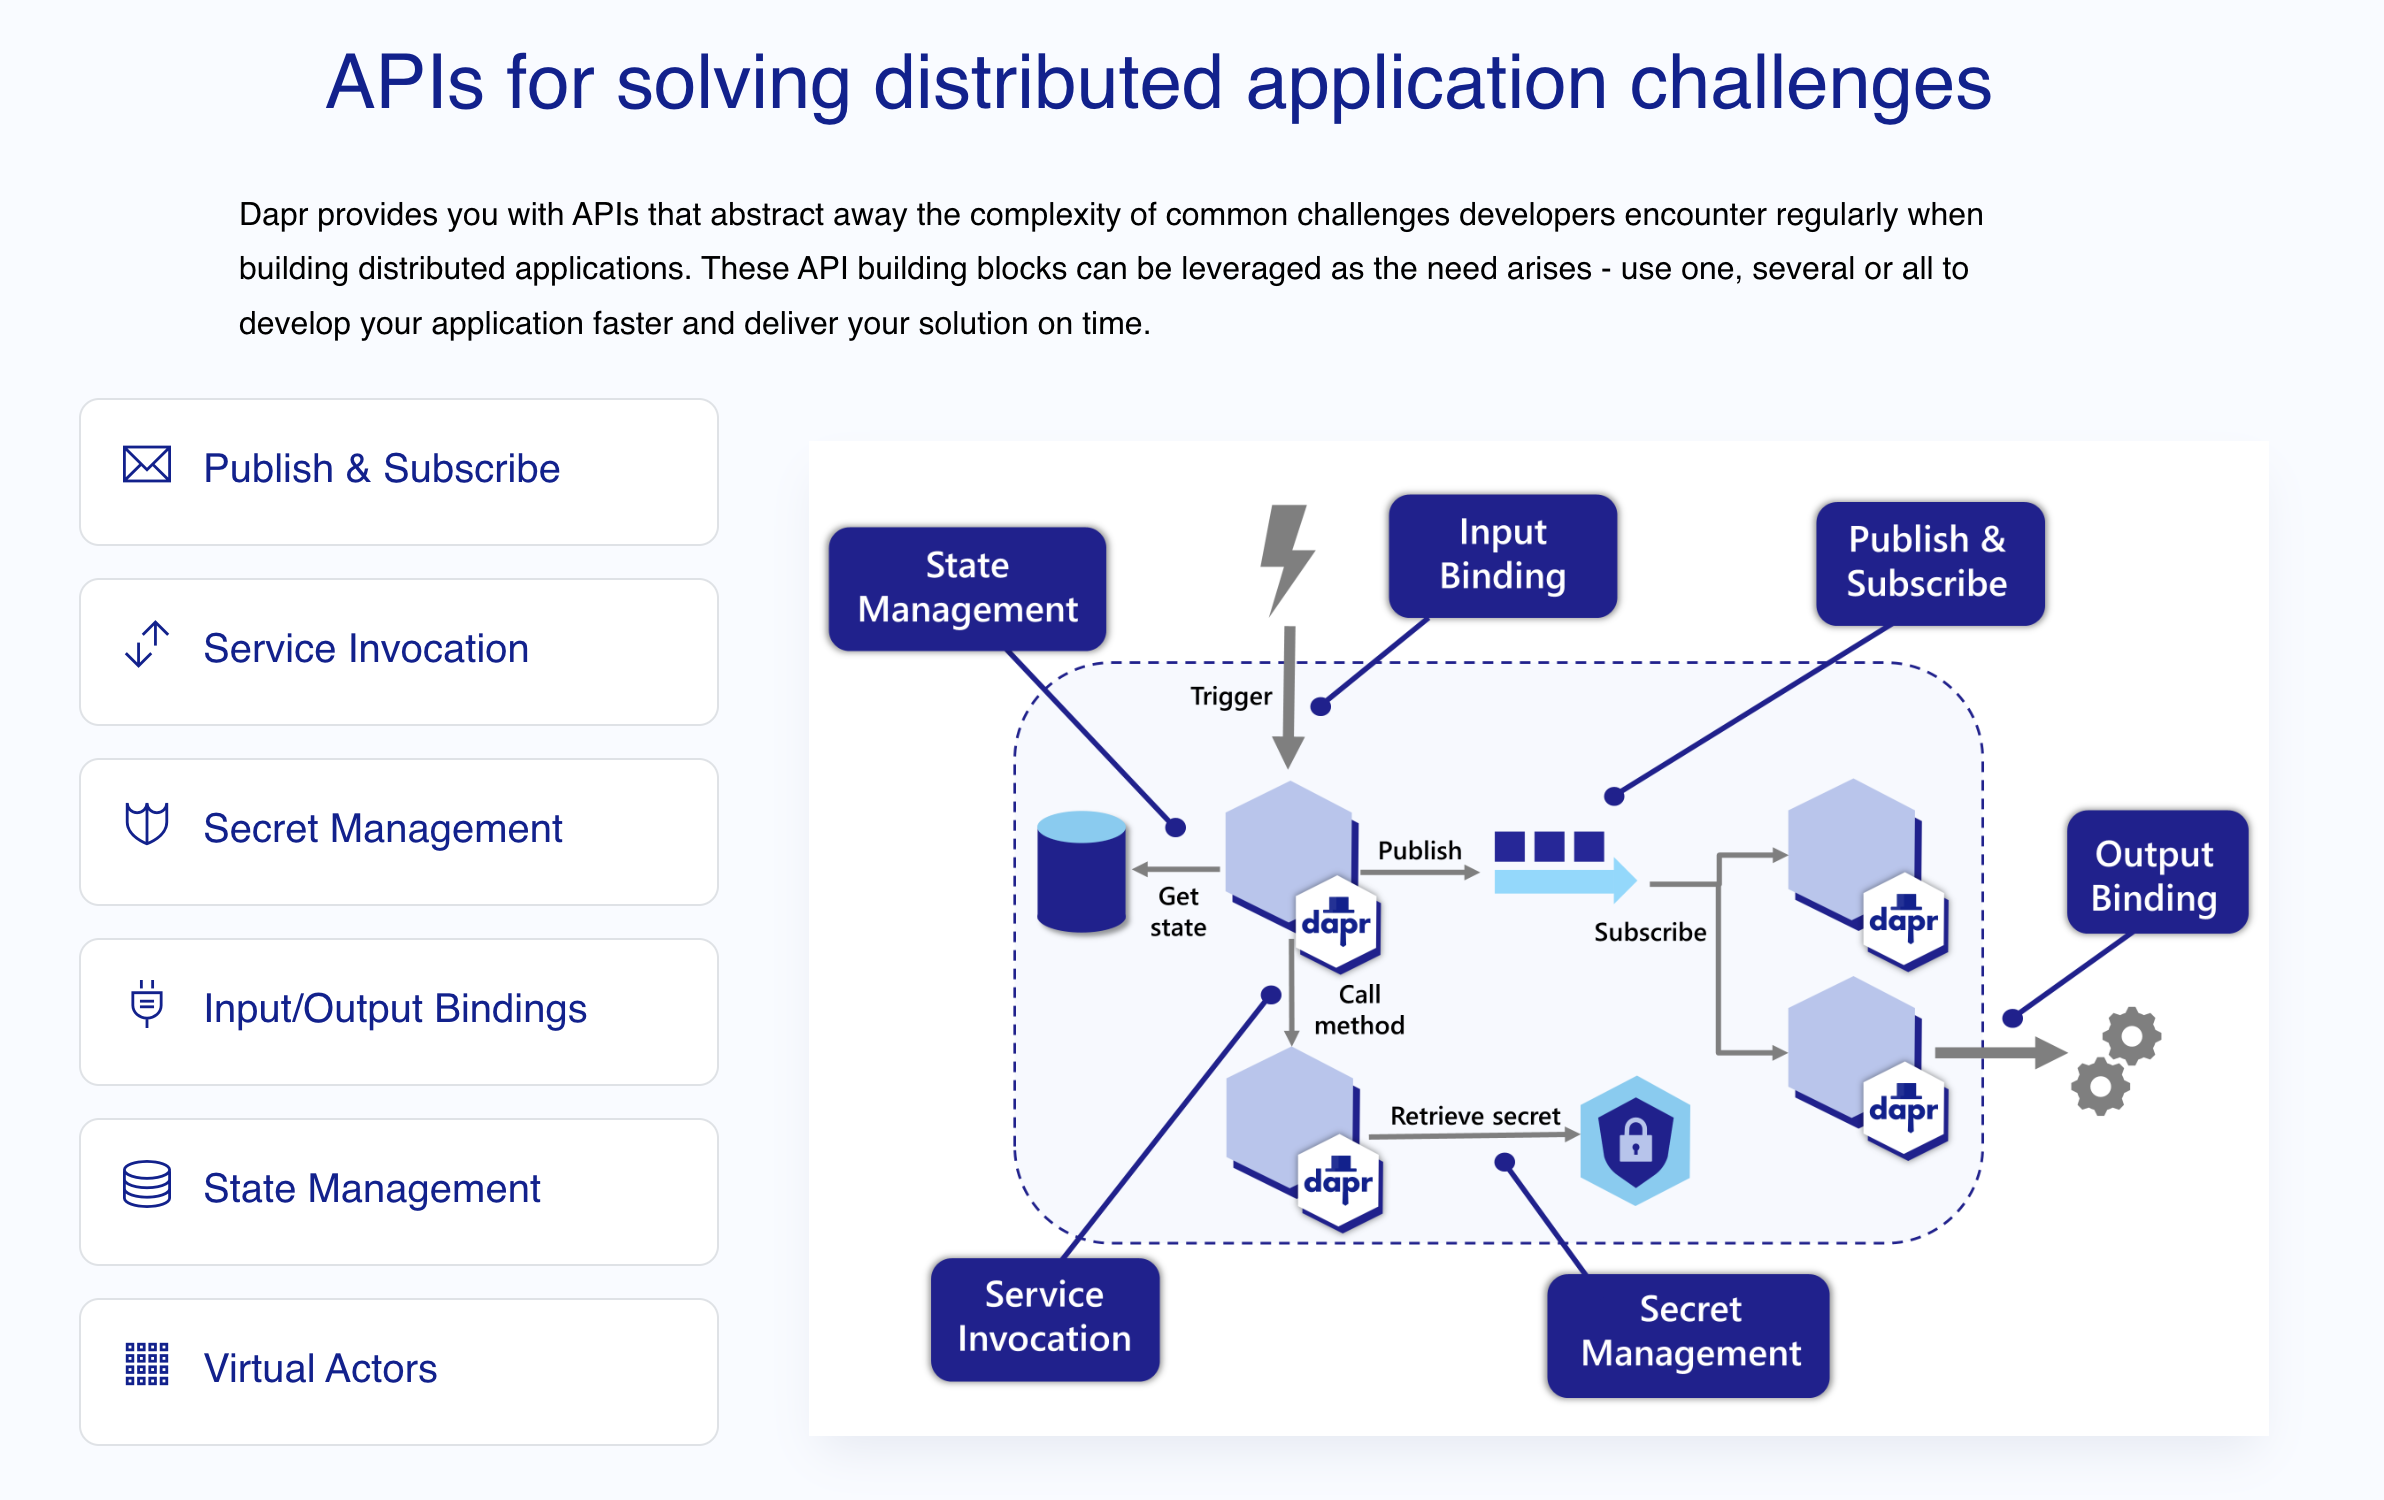 APIs for solving distributed application challenges
Dapr provides you with APIs that abstract away the complexity of common challenges developers encounter regularly when
building distributed applications. These API building blocks can be leveraged as the need arises - use one, several or all to
develop your application faster and deliver your solution on time.
Publish & Subscribe
Service Invocation
Secret Management
Input/Output Bindings
State Management
Virtual Actors
State
Management
Input
Binding
Publish &
Subscribe
Trigger
Publish
Get
state
dapr
Subscribe
dapr
Output
Binding
Call
method
Retrieve secret
dapr
dapr
Service
Invocation
Secret
Management